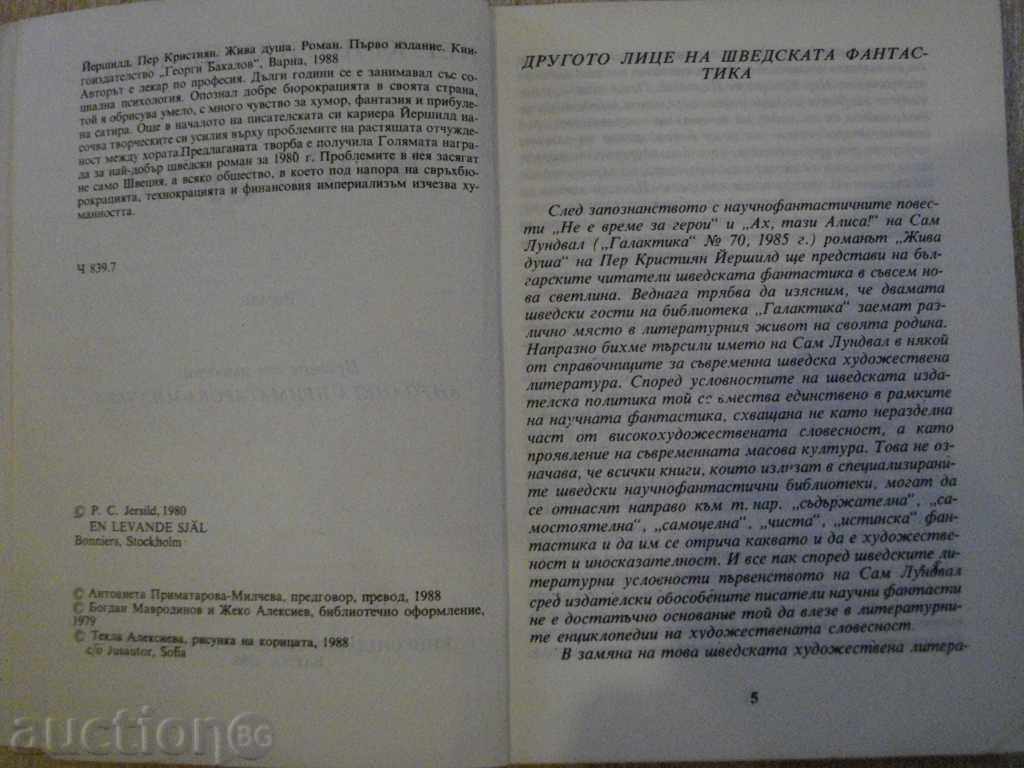 Йершилд. Пер Кристиян. Жива душа. Роман. Първо издание. Кни-
гоиздателство „Георги Бакалов", Варна, 1988
Авторът е лекар по професия. Дълги години се е занимавал със со-
циална психология. Опознал добре бюрокрацията в своята страна,
той я обрисува умело, с много чувство за хумор, фантазия и прибуле-
на сатира. Още в началото на писателската си кариера Йершилд на-
сочва творческите си усилия върху проблемите на растящата отчужде-
ност между хората.Предлаганата творба е получила Голямата награ-
да за най-добър шведски роман за 1980 г. Проблемите в нея засягат
не само Швеция, а всяко общество, в което под напора на свръхбю-
рокрацията, технокрацията и финансовия империализъм изчезва ху-
манността.
Ч 839.7
© P. C. Jersild, 1980
EN LEVANDE SJÄL
Bonniers, Stockholm
© Антоанета Приматарова-Милчева, предговор, превод, 1988
© Богдан Мавродинов и Жеко Алексиев, библиотечно оформление,
1979
© Текла Алексиева, рисунка на корицата, 1988
c/o Jusautor, Sofia
ДРУГОТО ЛИЦЕ НА ШВЕДСКАТА ФАНТАС-
ТИКА
След запознанството с научнофантастичните повес-
ти „Не е време за герои" и „Ах, тази Алиса!" на Сам
Лундвал („Галактика" № 70, 1985 г.) романът „Жива
душа" на Пер Кристиян Йершилд ще представи на бъл-
гарските читатели шведската фантастика в съвсем но-
ва светлина. Веднага трябва да изясним, че двамата
шведски гости на библиотека „Галактика" заемат раз-
лично място в литературния живот на своята родина.
Напразно бихме търсили името на Сам Лундвал в някой
от справочниците за съвременна шведска художествена
литература. Според условностите на шведската изда-
телска политика той се вмества единствено в рамките
на научната фантастика, схващана не като неразделна
част от високохудожествената словесност, а като
проявление на съвременната масова култура. Това не оз-
начава, че всички книги, които излизат в специализирани-
те шведски научнофантастични библиотеки, могат да
се отнасят направо към т. нар. „съдържателна", „са-
мостоятелна", „самоцелна", „чиста", „истинска" фан-
тастика и да им се отрича каквато и да е художестве-
ност и иносказателност. И все пак според шведските ли-
тературни условности първенството на Сам Лундвал
сред издателски обособените писатели научни фантасти
не е достатъчно основание той да влезе в литературни-
те енциклопедии на художествената словесност.
В замяна на това шведската художествена литера-
5
auction BG